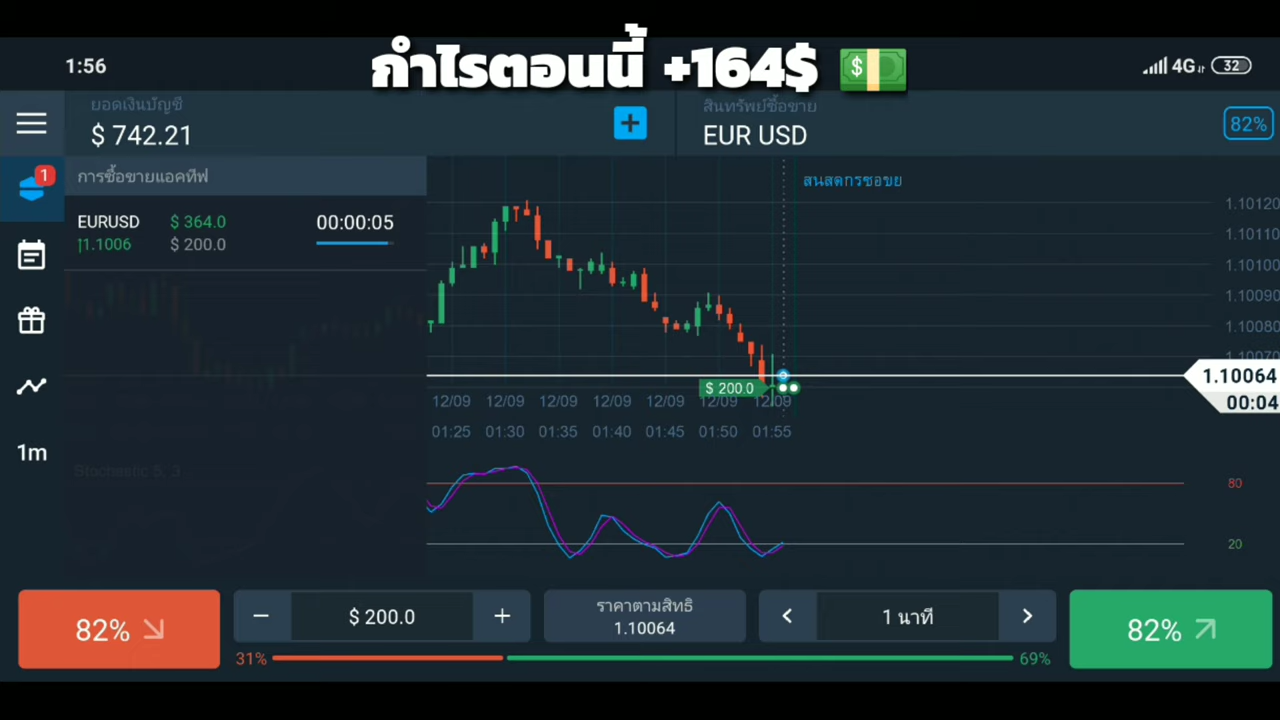 กำไรตอนนี้ +164$
1:56
4G
32
ยอดเงินบัญชี
$ 742.21
สินทรัพย์ซื้อขาย
EUR USD
82%
1
การซื้อขายแอคทีฟ
EURUSD $ 364.0 00:00:05
1.1006 $ 200.0
สนสดกรซอขย
1.10120
1.10110
1.10100
1.10090
1.10080
1.10070
1.10064
00:04
$ 200.0
12/09 12/09 12/09 12/09 12/09 12/09 12/09
01:25 01:30 01:35 01:40 01:45 01:50 01:55
1m
Stochastic 5, 3
80
20
82%
− $ 200.0 +
ราคาตามสิทธิ
1.10064
< 1 นาที >
82%
31% 69%